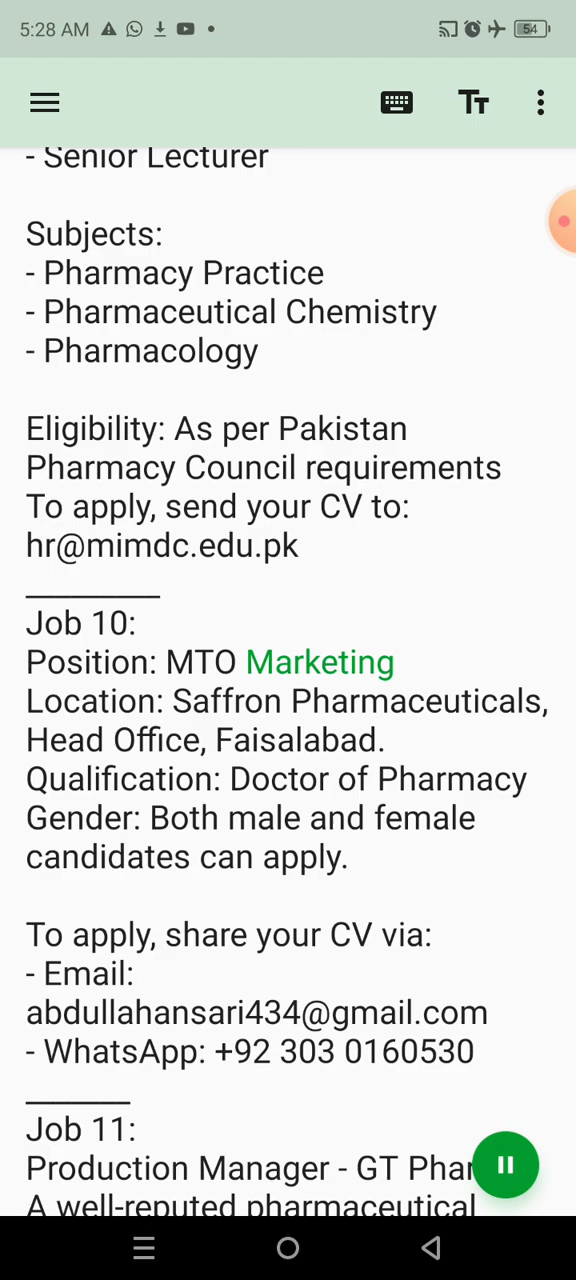 5:28 AM
54
- Senior Lecturer
Subjects:
- Pharmacy Practice
- Pharmaceutical Chemistry
- Pharmacology
Eligibility: As per Pakistan
Pharmacy Council requirements
To apply, send your CV to:
hr@mimdc.edu.pk
Job 10:
Position: MTO Marketing
Location: Saffron Pharmaceuticals,
Head Office, Faisalabad.
Qualification: Doctor of Pharmacy
Gender: Both male and female
candidates can apply.
To apply, share your CV via:
- Email:
abdullahansari434@gmail.com
- WhatsApp: +92 303 0160530
Job 11:
Production Manager - GT Phar
A well-reputed pharmaceutical